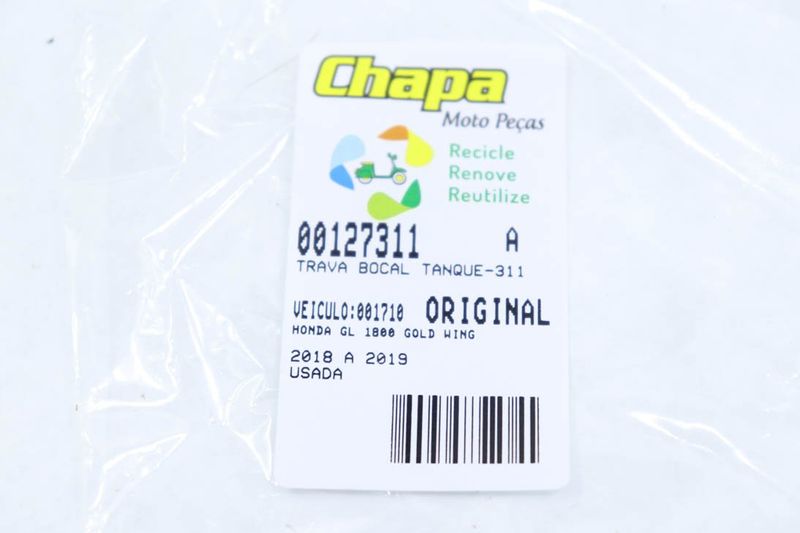 Chapa
Moto Peças
Recicle
Renove
Reutilize
00127311 A
TRAVA BOCAL TANQUE-311
VEICULO:001710 ORIGINAL
HONDA GL 1800 GOLD WING
2018 A 2019
USADA